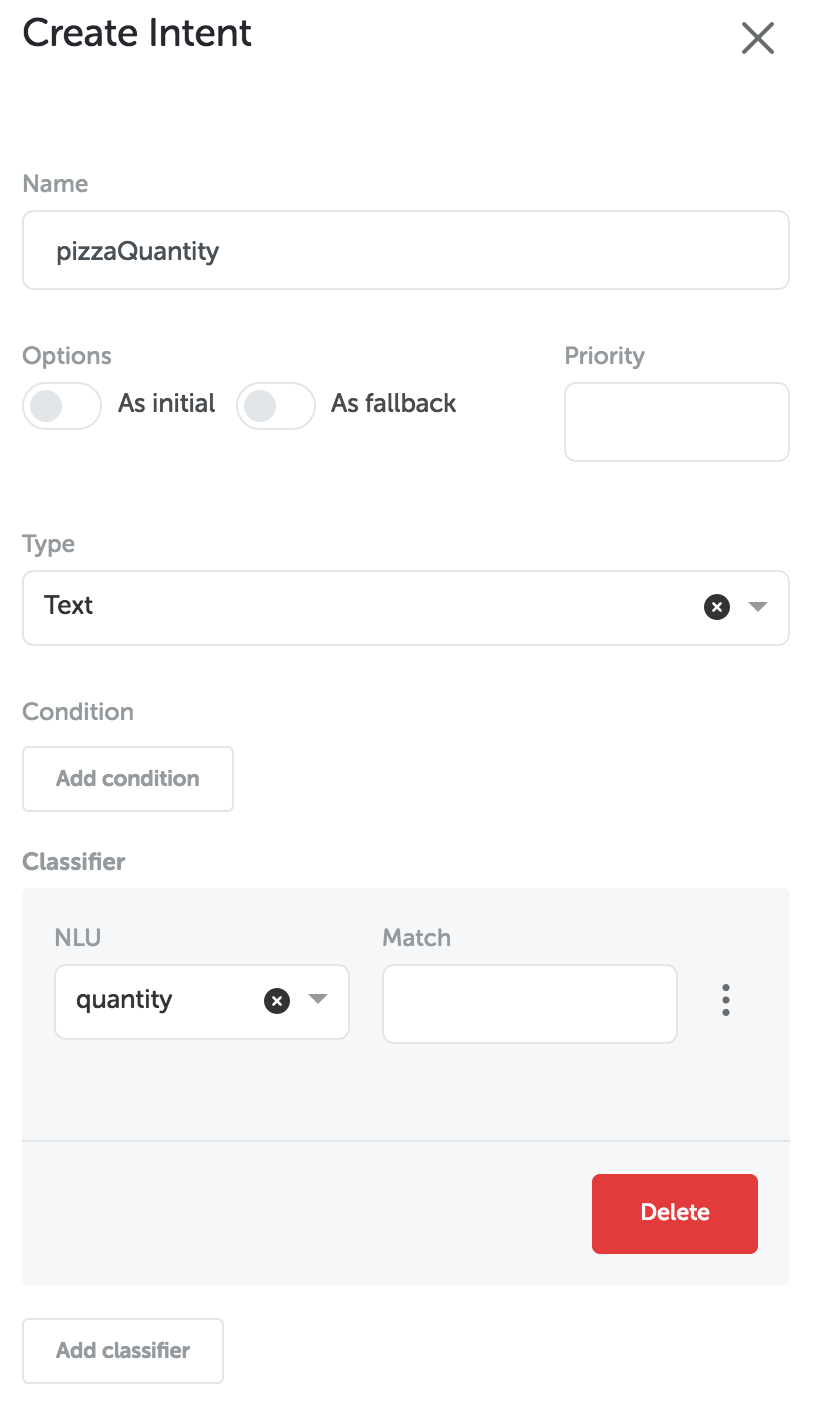 Create Intent
Name
pizzaQuantity
Options
Priority
As initial
As fallback
Type
Text
Condition
Add condition
Classifier
NLU
Match
quantity
Delete
Add classifier